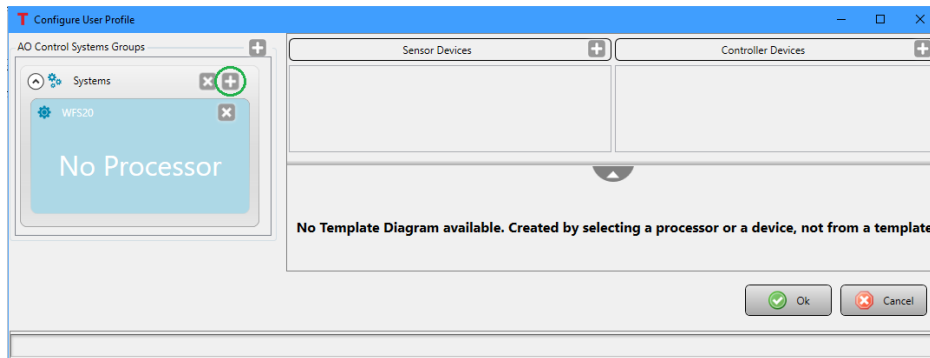 Configure User Profile
AO Control Systems Groups
Sensor Devices
Controller Devices
Systems
WFS20
No Processor
No Template Diagram available. Created by selecting a processor or a device, not from a template
Ok
Cancel